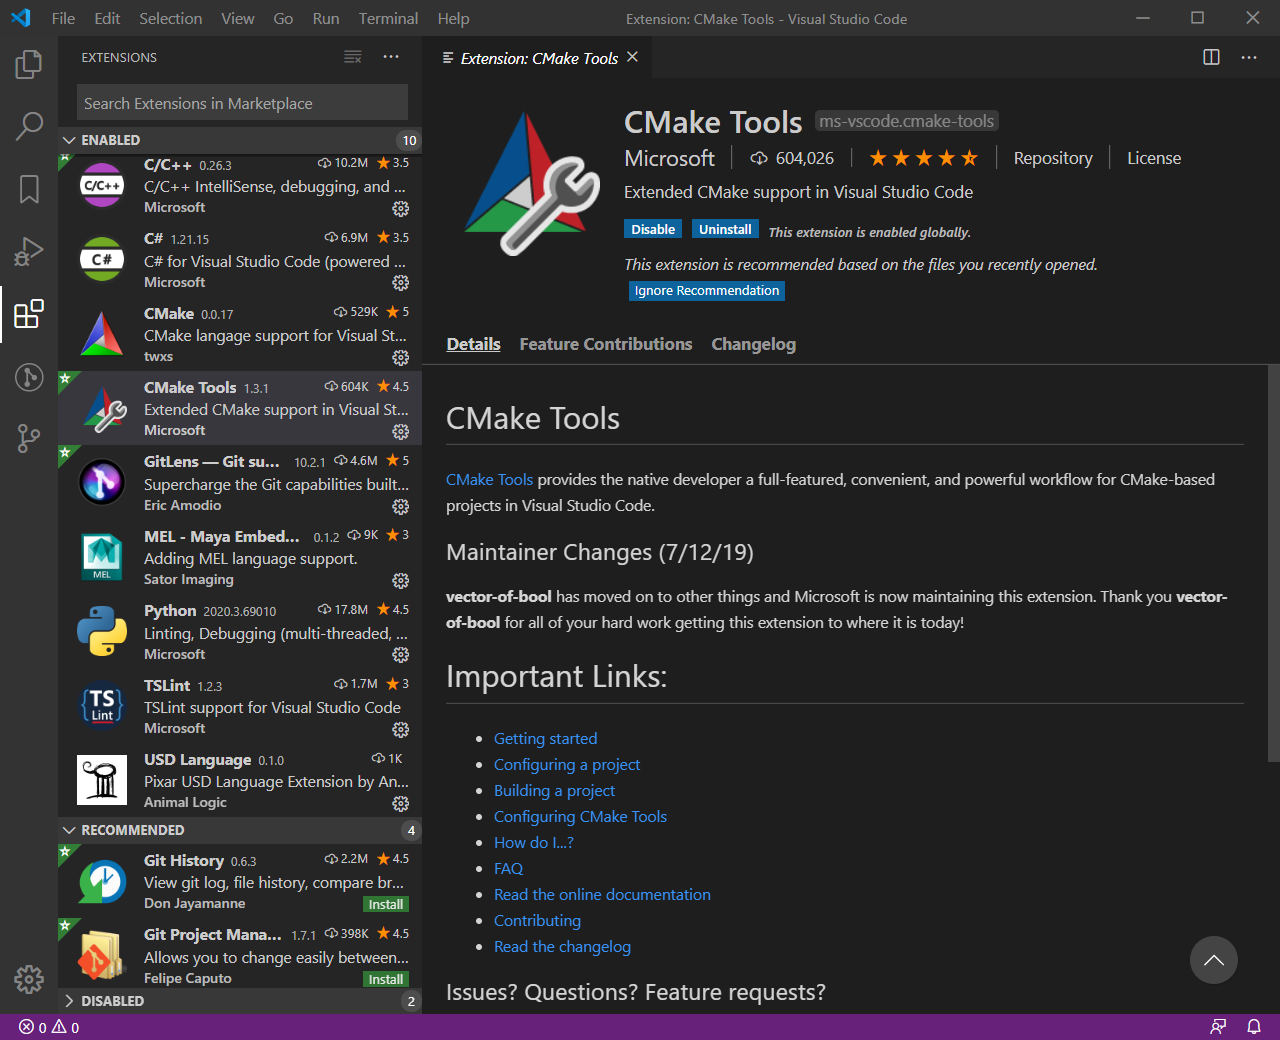 File Edit Selection View Go Run Terminal Help
Extension: CMake Tools - Visual Studio Code
EXTENSIONS
Search Extensions in Marketplace
ENABLED 10
C/C++ 0.26.3 10.2M 3.5
C/C++ IntelliSense, debugging, and ...
Microsoft
C/C++
C# 1.21.15 6.9M 3.5
C# for Visual Studio Code (powered ...
Microsoft
C#
CMake 0.0.17 529K 5
CMake langage support for Visual St...
twxs
CMake Tools 1.3.1 604K 4.5
Extended CMake support in Visual St...
Microsoft
GitLens — Git su... 10.2.1 4.6M 5
Supercharge the Git capabilities built...
Eric Amodio
MEL - Maya Embed... 0.1.2 9K 3
Adding MEL language support.
Sator Imaging
MEL
Python 2020.3.69010 17.8M 4.5
Linting, Debugging (multi-threaded, ...
Microsoft
TSLint 1.2.3 1.7M 3
TSLint support for Visual Studio Code
Microsoft
TS
Lint
USD Language 0.1.0 1K
Pixar USD Language Extension by An...
Animal Logic
RECOMMENDED 4
Git History 0.6.3 2.2M 4.5
View git log, file history, compare br...
Don Jayamanne Install
Git Project Mana... 1.7.1 398K 4.5
Allows you to change easily between...
Felipe Caputo Install
DISABLED 2
0 0
Extension: CMake Tools
CMake Tools ms-vscode.cmake-tools
Microsoft 604,026 Repository License
Extended CMake support in Visual Studio Code
Disable Uninstall This extension is enabled globally.
This extension is recommended based on the files you recently opened.
Ignore Recommendation
Details Feature Contributions Changelog
CMake Tools
CMake Tools provides the native developer a full-featured, convenient, and powerful workflow for CMake-based
projects in Visual Studio Code.
Maintainer Changes (7/12/19)
vector-of-bool has moved on to other things and Microsoft is now maintaining this extension. Thank you vector-
of-bool for all of your hard work getting this extension to where it is today!
Important Links:
Getting started
Configuring a project
Building a project
Configuring CMake Tools
How do I...?
FAQ
Read the online documentation
Contributing
Read the changelog
Issues? Questions? Feature requests?